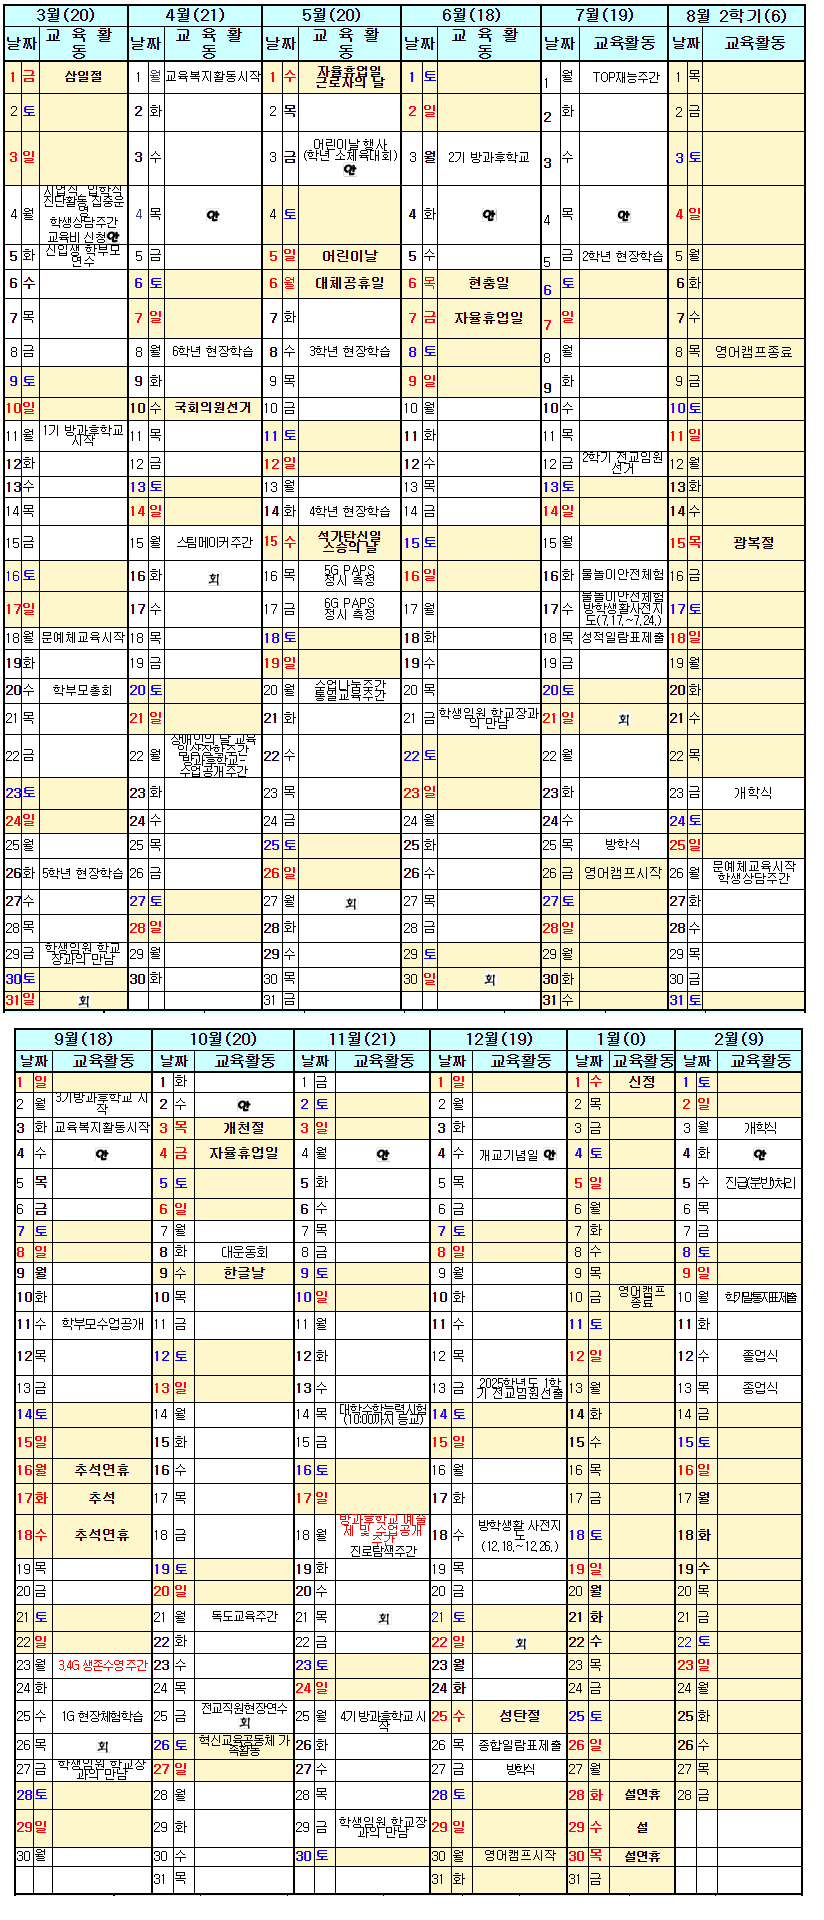 3월(20)
날짜 교 육 활 동
1 금 삼일절
2 토
3 일
4 월 시업식, 입학식
진단활동 집중운영
학생상담주간
교육비 신청 안
5 화 신입생 학부모 연수
6 수
7 목
8 금
9 토
10 일
11 월 1기 방과후학교 시작
12 화
13 수
14 목
15 금
16 토
17 일
18 월 문예체교육시작
19 화
20 수 학부모총회
21 목
22 금
23 토
24 일
25 월
26 화 5학년 현장학습
27 수
28 목
29 금 학생임원 학교장과의 만남
30 토
31 일 회
4월(21)
날짜 교 육 활 동
1 월 교육복지활동시작
2 화
3 수
4 목 안
5 금
6 토
7 일
8 월 6학년 현장학습
9 화
10 수 국회의원선거
11 목
12 금
13 토
14 일
15 월 스팀메이커주간
16 화 회
17 수
18 목
19 금
20 토
21 일
22 월 장애인의 날 교육
방과후학교-
수업공개주간
23 화
24 수
25 목
26 금
27 토
28 일
29 월
30 화
5월(20)
날짜 교 육 활 동
1 수 자율휴업일
근로자의 날
2 목
3 금 어린이날 행사
(학년 소체육대회)
안
4 토
5 일 어린이날
6 월 대체공휴일
7 화
8 수 3학년 현장학습
9 목
10 금
11 토
12 일
13 월
14 화 4학년 현장학습
15 수 석가탄신일
스승의 날
16 목 5G PAPS
정시 측정
17 금 6G PAPS
정시 측정
18 토
19 일
20 월 수업나눔주간
통일교육주간
21 화
22 수
23 목
24 금
25 토
26 일
27 월 회
28 화
29 수
30 목
31 금
6월(18)
날짜 교 육 활 동
1 토
2 일
3 월 2기 방과후학교
4 화 안
5 수
6 목 현충일
7 금 자율휴업일
8 토
9 일
10 월
11 화
12 수
13 목
14 금
15 토
16 일
17 월
18 화
19 수
20 목
21 금 학생임원 학교장과의 만남
22 토
23 일
24 월
25 화
26 수
27 목
28 금
29 토
30 일 회
7월(19)
날짜 교육활동
1 월 TOP재능주간
2 화
3 수
4 목 안
5 금 2학년 현장학습
6 토
7 일
8 월
9 화
10 수
11 목
12 금 2학기 전교임원 선거
13 토
14 일
15 월
16 화 물놀이안전체험
17 수 물놀이안전체험
방학생활사전지도(7.17.~7.24.)
18 목 성적일람표제출
19 금
20 토
21 일 회
22 월
23 화
24 수
25 목 방학식
26 금 영어캠프시작
27 토
28 일
29 월
30 화
31 수
8월 2학기(6)
날짜 교육활동
1 목
2 금
3 토
4 일
5 월
6 화
7 수
8 목 영어캠프종료
9 금
10 토
11 일
12 월
13 화
14 수
15 목 광복절
16 금
17 토
18 일
19 월
20 화
21 수
22 목
23 금 개학식
24 토
25 일
26 월 문예체교육시작
학생상담주간
27 화
28 수
29 목
30 금
31 토
9월(18)
날짜 교육활동
1 일
2 월 3기방과후학교 시작
3 화 교육복지활동시작
4 수 안
5 목
6 금
7 토
8 일
9 월
10 화
11 수 학부모수업공개
12 목
13 금
14 토
15 일
16 월 추석연휴
17 화 추석
18 수 추석연휴
19 목
20 금
21 토
22 일
23 월 3,4G 생존수영 주간
24 화
25 수 1G 현장체험학습
26 목 회
27 금 학생임원 학교장과의 만남
28 토
29 일
30 월
10월(20)
날짜 교육활동
1 화
2 수 안
3 목 개천절
4 금 자율휴업일
5 토
6 일
7 월
8 화 대운동회
9 수 한글날
10 목
11 금
12 토
13 일
14 월
15 화
16 수
17 목
18 금
19 토
20 일
21 월 독도교육주간
22 화
23 수
24 목
25 금 전교직원현장연수
회
26 토 혁신교육공동체 가족활동
27 일
28 월
29 화
30 수
31 목
11월(21)
날짜 교육활동
1 금
2 토
3 일
4 월 안
5 화
6 수
7 목
8 금
9 토
10 일
11 월
12 화
13 수
14 목 대학수학능력시험
(10:00까지 등교)
15 금
16 토
17 일
18 월 방과후학교 예술제 및 수업공개주간
진로탐색주간
19 화
20 수
21 목 회
22 금
23 토
24 일
25 월 4기방과후학교 시작
26 화
27 수
28 목
29 금 학생임원 학교장과의 만남
30 토
12월(19)
날짜 교육활동
1 일
2 월
3 화
4 수 개교기념일 안
5 목
6 금
7 토
8 일
9 월
10 화
11 수
12 목
13 금 2025학년도 1학기 전교임원선출
14 토
15 일
16 월
17 화
18 수 방학생활 사전지도
(12.18.~12.26.)
19 목
20 금
21 토
22 일 회
23 월
24 화
25 수 성탄절
26 목 종합일람표제출
27 금 방학식
28 토
29 일
30 월 영어캠프시작
31 화
1월(0)
날짜 교육활동
1 수 신정
2 목
3 금
4 토
5 일
6 월
7 화
8 수
9 목
10 금 영어캠프 종료
11 토
12 일
13 월
14 화
15 수
16 목
17 금
18 토
19 일
20 월
21 화
22 수
23 목
24 금
25 토
26 일
27 월
28 화 설연휴
29 수 설
30 목 설연휴
31 금
2월(9)
날짜 교육활동
1 토
2 일
3 월 개학식
4 화 안
5 수 진급(분반)처리
6 목
7 금
8 토
9 일
10 월 학기말통지표제출
11 화
12 수 졸업식
13 목 종업식
14 금
15 토
16 일
17 월
18 화
19 수
20 목
21 금
22 토
23 일
24 월
25 화
26 수
27 목
28 금